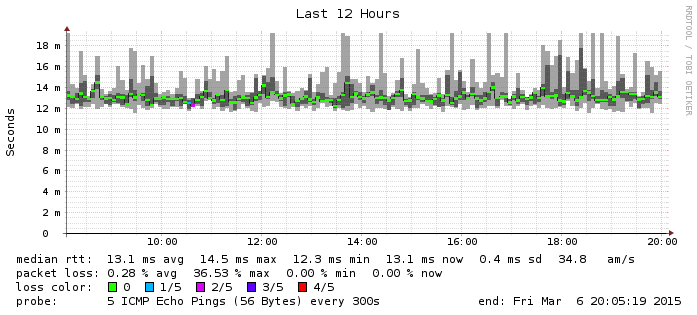 Last 12 Hours
RRDTOOL / TOBI OETIKER
Seconds
18 m
16 m
14 m
12 m
10 m
8 m
6 m
4 m
2 m
0
10:00 12:00 14:00 16:00 18:00 20:00
median rtt: 13.1 ms avg 14.5 ms max 12.3 ms min 13.1 ms now 0.4 ms sd 34.8 am/s
packet loss: 0.28 % avg 36.53 % max 0.00 % min 0.00 % now
loss color: 0 1/5 2/5 3/5 4/5
probe: 5 ICMP Echo Pings (56 Bytes) every 300s end: Fri Mar 6 20:05:19 2015